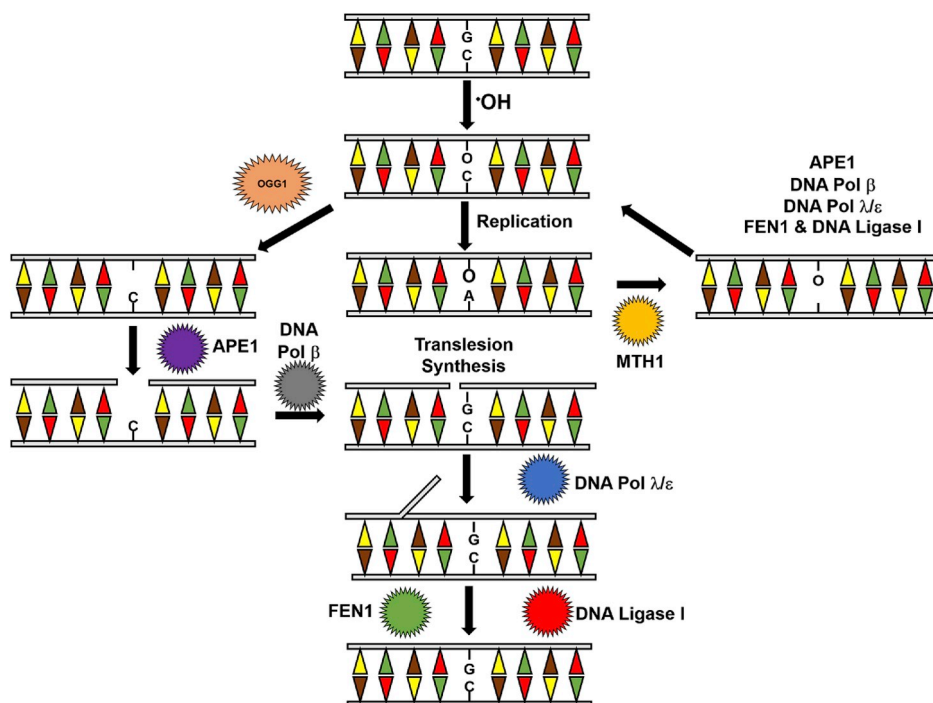 G
C
•OH
O
C
OGG1
Replication
APE1
DNA Pol β
DNA Pol λ/ε
FEN1 & DNA Ligase I
C
O
A
O
MTH1
APE1
DNA
Pol β
Translesion
Synthesis
C
G
C
DNA Pol λ/ε
G
C
FEN1
DNA Ligase I
G
C